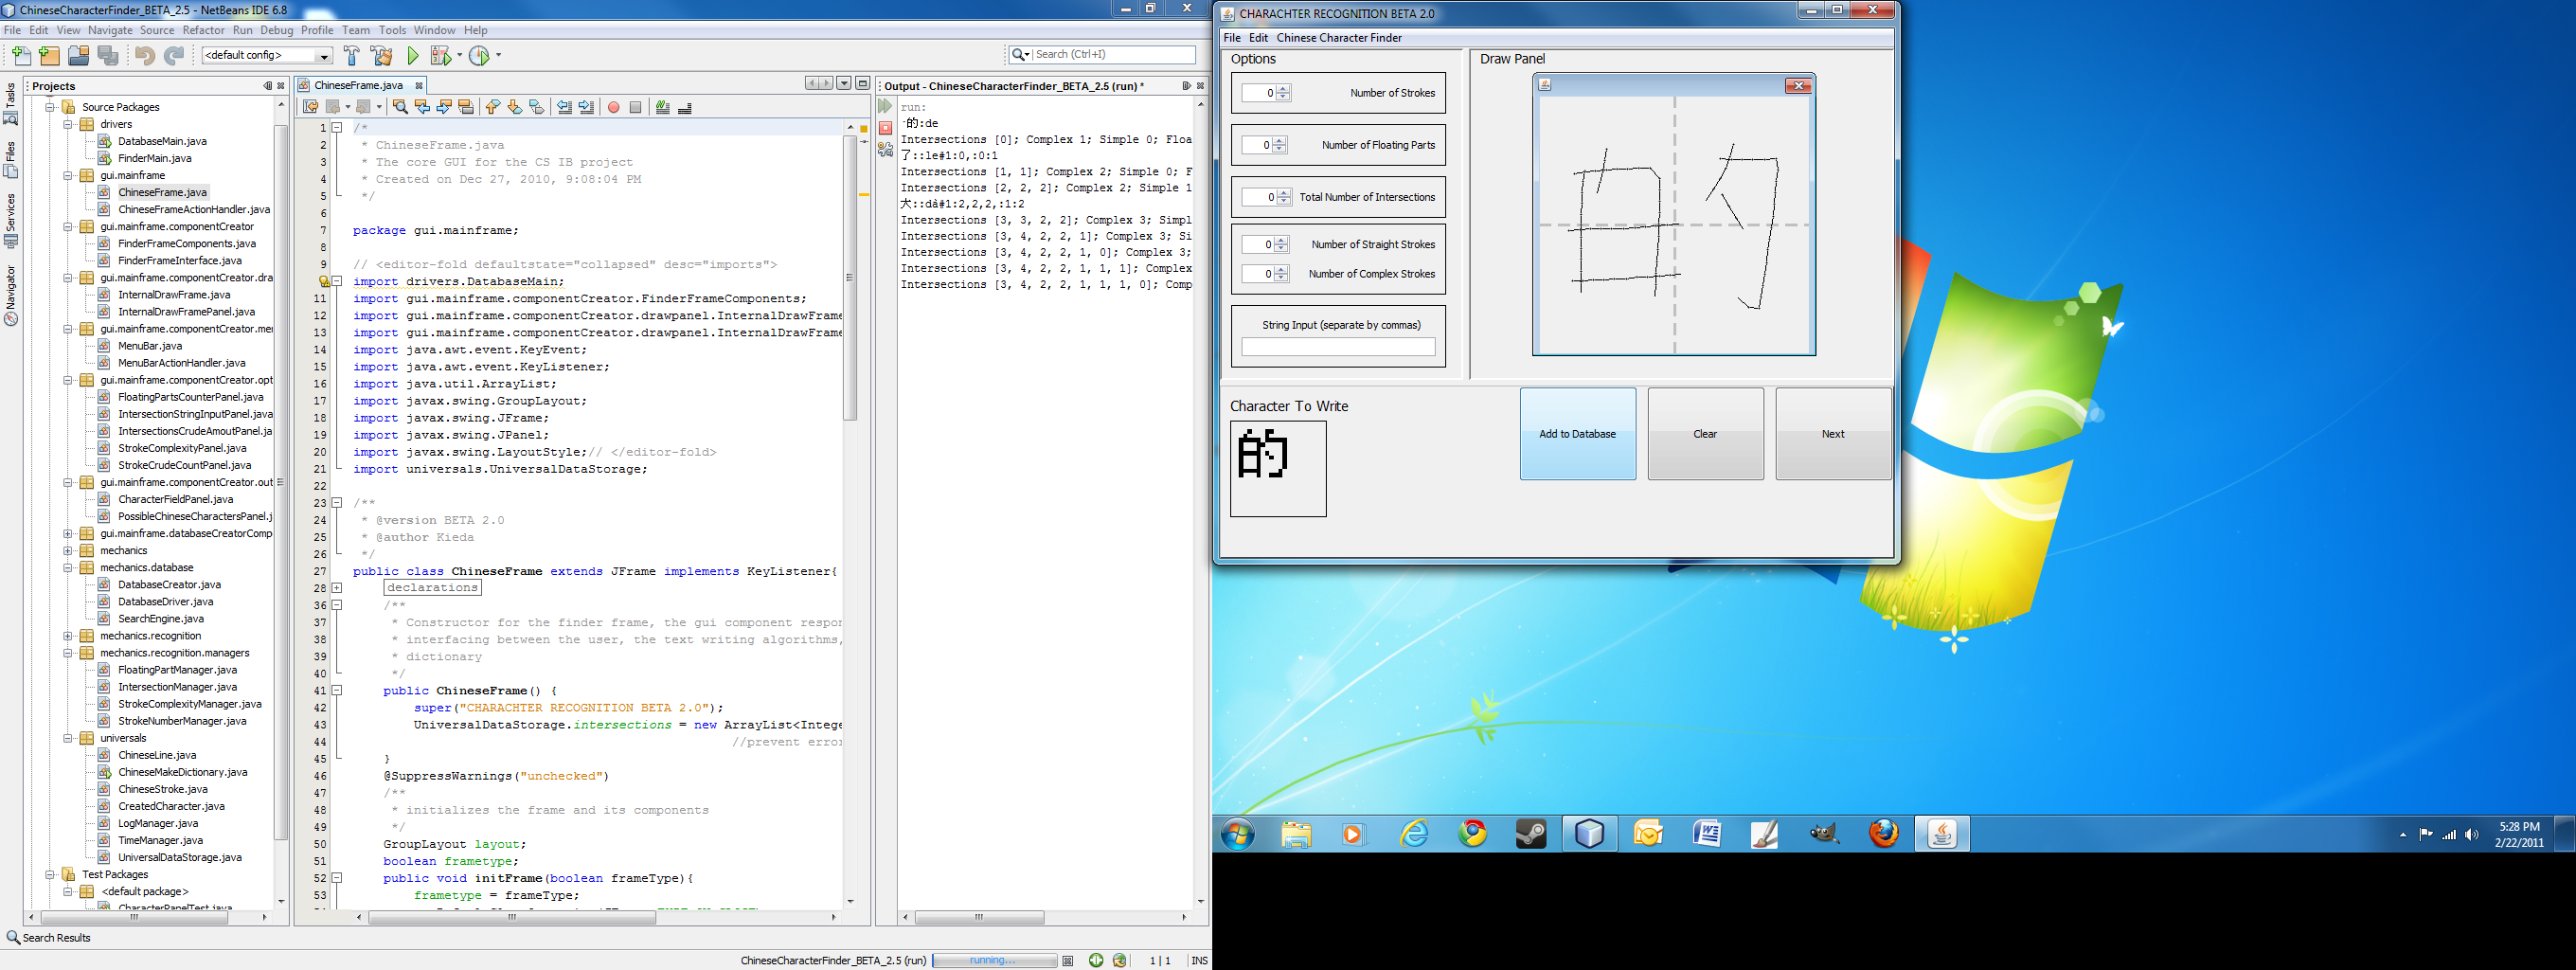 ChineseCharacterFinder_BETA_2.5 - NetBeans IDE 6.8
File Edit View Navigate Source Refactor Run Debug Profile Team Tools Window Help
<default config>
Search (Ctrl+I)
Tasks
Files
Services
Navigator
Projects
Source Packages
drivers
DatabaseMain.java
FinderMain.java
gui.mainframe
ChineseFrame.java
ChineseFrameActionHandler.java
gui.mainframe.componentCreator
FinderFrameComponents.java
FinderFrameInterface.java
gui.mainframe.componentCreator.dra
InternalDrawFrame.java
InternalDrawFramePanel.java
gui.mainframe.componentCreator.me
MenuBar.java
MenuBarActionHandler.java
gui.mainframe.componentCreator.opt
FloatingPartsCounterPanel.java
IntersectionStringInputPanel.java
IntersectionsCrudeAmoutPanel.ja
StrokeComplexityPanel.java
StrokeCrudeCountPanel.java
gui.mainframe.componentCreator.out
CharacterFieldPanel.java
PossibleChineseCharactersPanel.j
gui.mainframe.databaseCreatorComp
mechanics
mechanics.database
DatabaseCreator.java
DatabaseDriver.java
SearchEngine.java
mechanics.recognition
mechanics.recognition.managers
FloatingPartManager.java
IntersectionManager.java
StrokeComplexityManager.java
StrokeNumberManager.java
universals
ChineseLine.java
ChineseMakeDictionary.java
ChineseStroke.java
CreatedCharacter.java
LogManager.java
TimeManager.java
UniversalDataStorage.java
Test Packages
<default package>
CharacterPanelTest.java
ChineseFrame.java
1 /*
2 * ChineseFrame.java
3 * The core GUI for the CS IB project
4 * Created on Dec 27, 2010, 9:08:04 PM
5 */
6
7 package gui.mainframe;
8
9 // <editor-fold defaultstate="collapsed" desc="imports">
import drivers.DatabaseMain;
11 import gui.mainframe.componentCreator.FinderFrameComponents;
12 import gui.mainframe.componentCreator.drawpanel.InternalDrawFrame
13 import gui.mainframe.componentCreator.drawpanel.InternalDrawFrame
14 import java.awt.event.KeyEvent;
15 import java.awt.event.KeyListener;
16 import java.util.ArrayList;
17 import javax.swing.GroupLayout;
18 import javax.swing.JFrame;
19 import javax.swing.JPanel;
20 import javax.swing.LayoutStyle;// </editor-fold>
21 import universals.UniversalDataStorage;
22
23 /**
24 * @version BETA 2.0
25 * @author Kieda
26 */
27 public class ChineseFrame extends JFrame implements KeyListener{
28 declarations
36 /**
37 * Constructor for the finder frame, the gui component respon
38 * interfacing between the user, the text writing algorithms,
39 * dictionary
40 */
41 public ChineseFrame() {
42 super("CHARACHTER RECOGNITION BETA 2.0");
43 UniversalDataStorage.intersections = new ArrayList<Intege
44 //prevent error
45 }
46 @SuppressWarnings("unchecked")
47 /**
48 * initializes the frame and its components
49 */
50 GroupLayout layout;
51 boolean frametype;
52 public void initFrame(boolean frameType){
53 frametype = frameType;
Output - ChineseCharacterFinder_BETA_2.5 (run) *
run:
的:de
Intersections [0]; Complex 1; Simple 0; Floa
了::le#1:0,:0:1
Intersections [1, 1]; Complex 2; Simple 0; F
Intersections [2, 2, 2]; Complex 2; Simple 1
大::dà#1:2,2,2,:1:2
Intersections [3, 3, 2, 2]; Complex 3; Simpl
Intersections [3, 4, 2, 2, 1]; Complex 3; Si
Intersections [3, 4, 2, 2, 1, 0]; Complex 3;
Intersections [3, 4, 2, 2, 1, 1, 1]; Complex
Intersections [3, 4, 2, 2, 1, 1, 1, 0]; Comp
Search Results
ChineseCharacterFinder_BETA_2.5 (run)
running...
1 | 1
INS
CHARACHTER RECOGNITION BETA 2.0
File Edit Chinese Character Finder
Options
0 Number of Strokes
0 Number of Floating Parts
0 Total Number of Intersections
0 Number of Straight Strokes
0 Number of Complex Strokes
String Input (separate by commas)
Draw Panel
的
Character To Write
的
Add to Database
Clear
Next
5:28 PM
2/22/2011